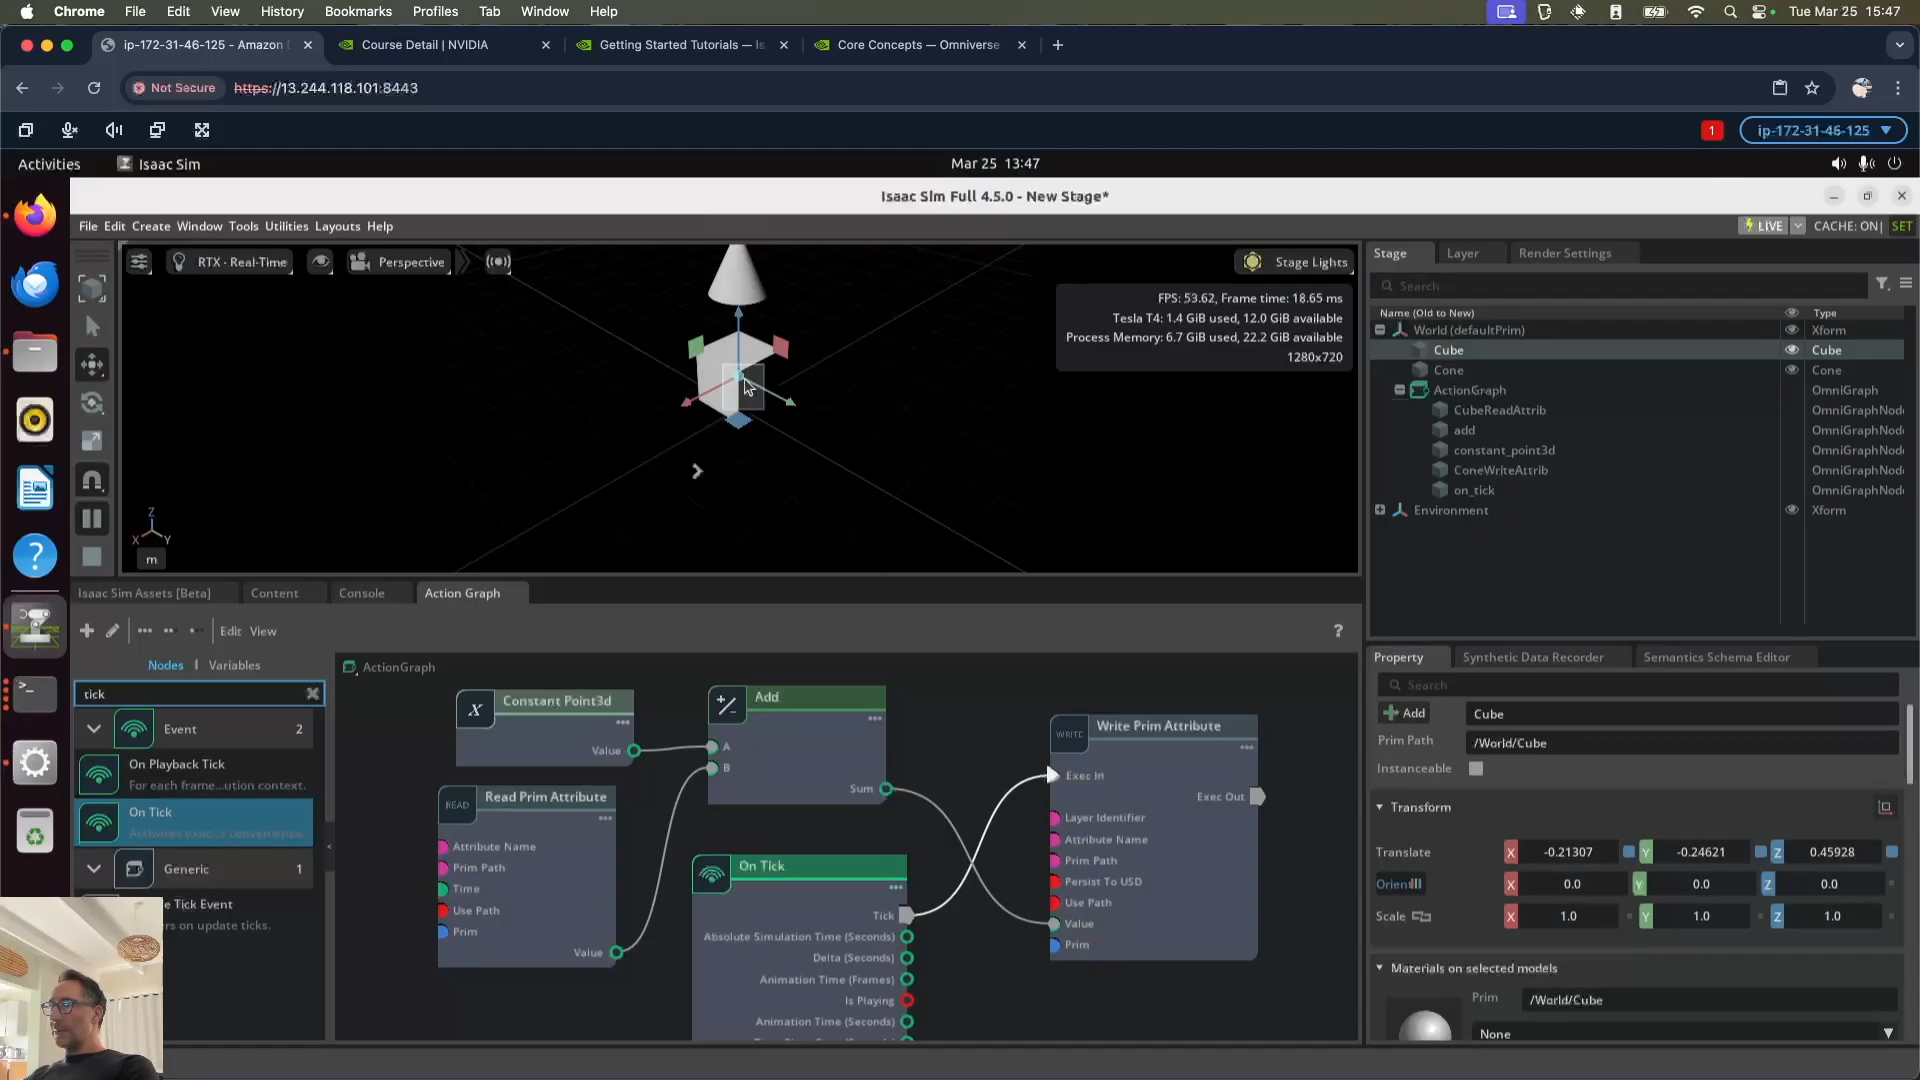 Chrome File Edit View History Bookmarks Profiles Tab Window Help
Tue Mar 25 15:47
ip-172-31-46-125 - Amazon
Course Detail | NVIDIA
Getting Started Tutorials — Is
Core Concepts — Omniverse
Not Secure https://13.244.118.101:8443
1
ip-172-31-46-125
Activities
Isaac Sim
Mar 25 13:47
Isaac Sim Full 4.5.0 - New Stage*
File Edit Create Window Tools Utilities Layouts Help
LIVE
CACHE: ON
SET
RTX - Real-Time
Perspective
Stage Lights
FPS: 53.62, Frame time: 18.65 ms
Tesla T4: 1.4 GiB used, 12.0 GiB available
Process Memory: 6.7 GiB used, 22.2 GiB available
1280x720
Z
X
Y
m
Stage
Layer
Render Settings
Search
Name (Old to New)
Type
World (defaultPrim) Xform
Cube Cube
Cone Cone
ActionGraph OmniGraph
CubeReadAttrib OmniGraphNode
add OmniGraphNode
constant_point3d OmniGraphNode
ConeWriteAttrib OmniGraphNode
on_tick OmniGraphNode
Environment Xform
Isaac Sim Assets [Beta]
Content
Console
Action Graph
Edit View
?
Nodes | Variables
tick
Event 2
On Playback Tick
For each frame...ution context.
On Tick
Generic 1
e Tick Event
ers on update ticks.
ActionGraph
X
Constant Point3d
Value
Add
A
B
Sum
READ
Read Prim Attribute
Attribute Name
Prim Path
Time
Use Path
Prim
Value
On Tick
Tick
Absolute Simulation Time (Seconds)
Delta (Seconds)
Animation Time (Frames)
Is Playing
Animation Time (Seconds)
WRITE
Write Prim Attribute
Exec In
Exec Out
Layer Identifier
Attribute Name
Prim Path
Persist To USD
Use Path
Value
Prim
Property
Synthetic Data Recorder
Semantics Schema Editor
Search
Add Cube
Prim Path /World/Cube
Instanceable
Transform
Translate X -0.21307 Y -0.24621 Z 0.45928
Orient X 0.0 Y 0.0 Z 0.0
Scale X 1.0 Y 1.0 Z 1.0
Materials on selected models
Prim /World/Cube
None